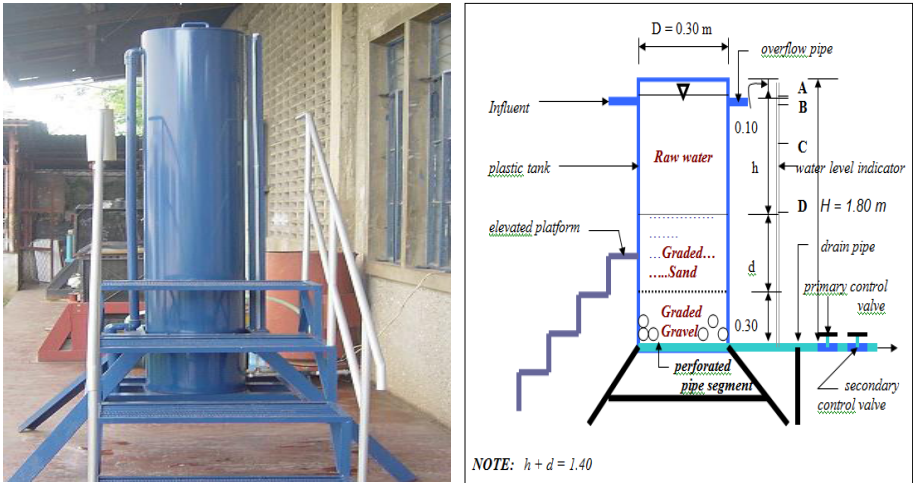 D = 0.30 m
overflow pipe
A
Influent
B
0.10
Raw water
C
plastic tank
h
water level indicator
D
H = 1.80 m
elevated platform
drain pipe
Graded…
…..Sand
d
primary control
valve
Graded
Gravel
0.30
perforated
pipe segment
secondary
control valve
NOTE: h + d = 1.40